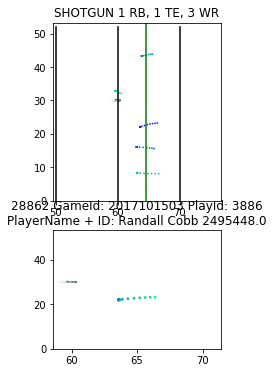 SHOTGUN 1 RB, 1 TE, 3 WR
50
40
30
20
10
0
50 60 70
28862 GameId: 2017101503 PlayId: 3886
PlayerName + ID: Randall Cobb 2495448.0
40
20
0
60 65 70